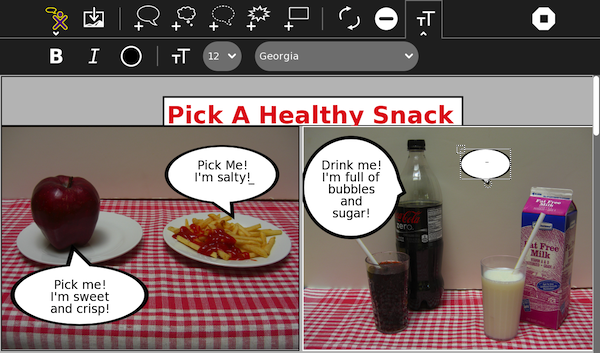 B I 12 Georgia
Pick A Healthy Snack
Pick Me!
I'm salty!_
Pick me!
I'm sweet
and crisp!
Drink me!
I'm full of
bubbles
and
sugar!
zero
Fat Free
Milk
Fat Free
Milk